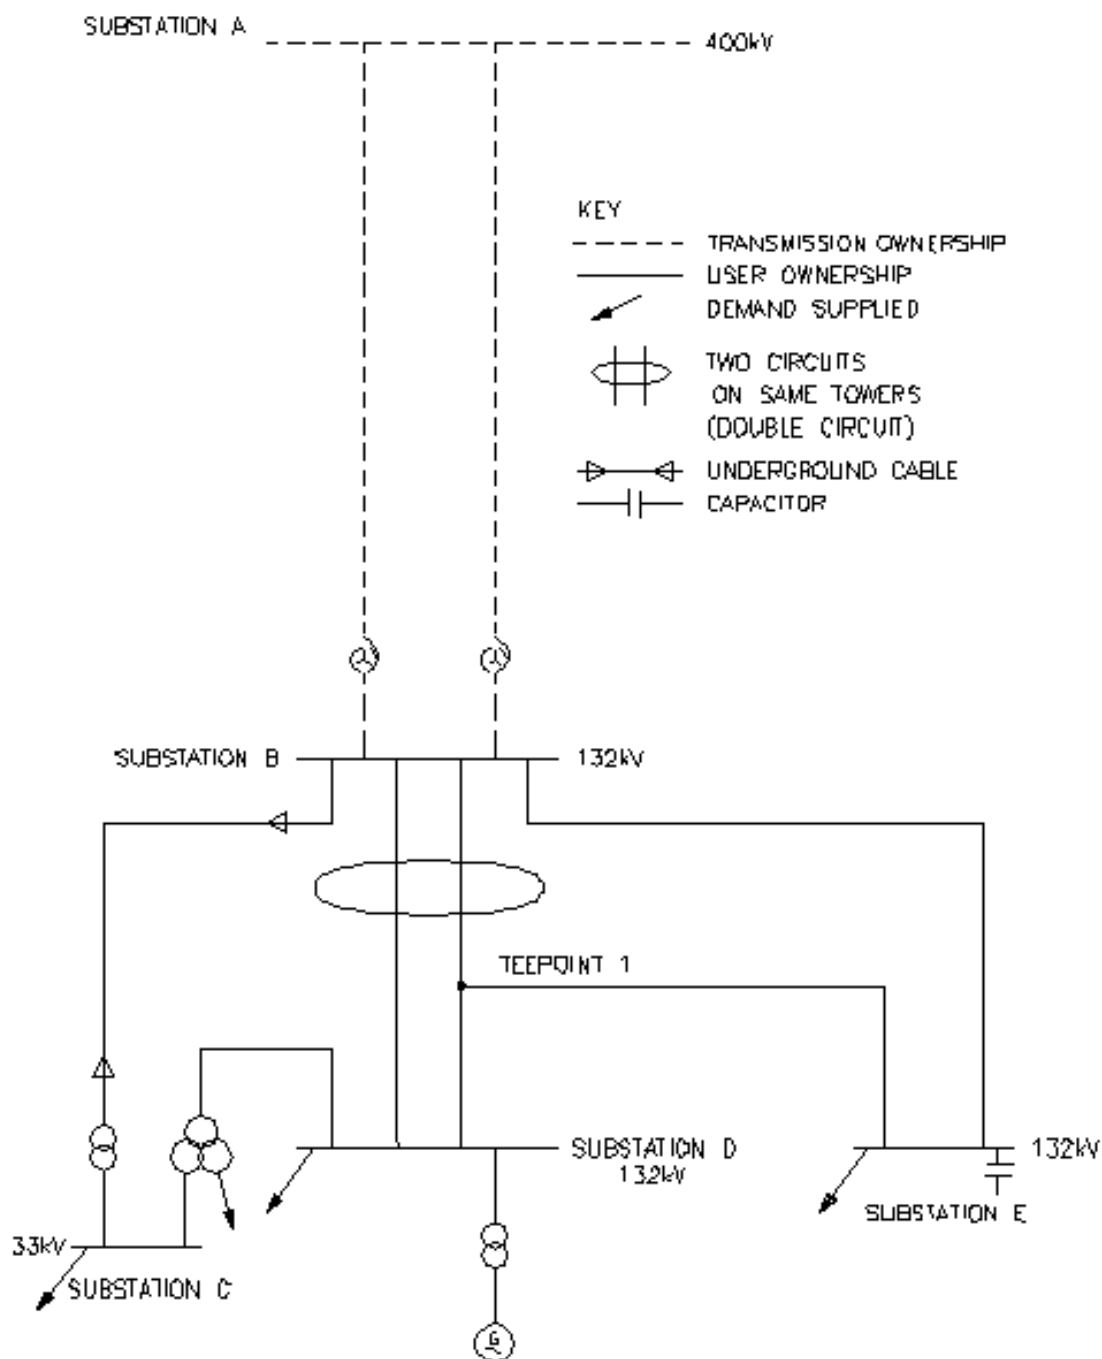 SUBSTATION A
400kV
KEY
TRANSMISSION OWNERSHIP
USER OWNERSHIP
DEMAND SUPPLIED
TWO CIRCUITS
ON SAME TOWERS
(DOUBLE CIRCUIT)
UNDERGROUND CABLE
CAPACITOR
SUBSTATION B
132kV
TEEPOINT 1
SUBSTATION D
132kV
132kV
SUBSTATION E
33kV
SUBSTATION C
G